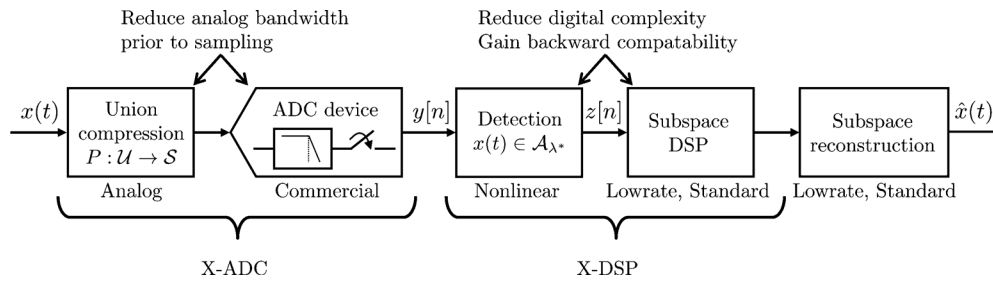 Reduce analog bandwidth
prior to sampling
Reduce digital complexity
Gain backward compatability
x(t)
Union
compression
P : 𝒰 → 𝒮
Analog
ADC device
Commercial
y[n]
Detection
x(t) ∈ 𝒜λ*
Nonlinear
z[n]
Subspace
DSP
Lowrate, Standard
Subspace
reconstruction
Lowrate, Standard
x̂(t)
X-ADC
X-DSP